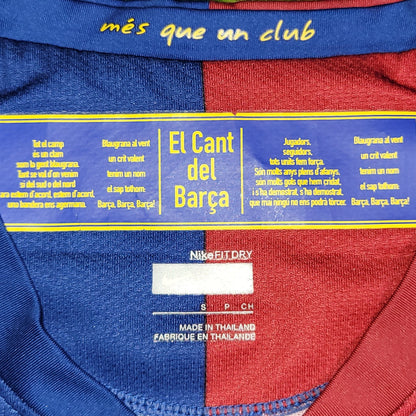 més que un club
Tot el camp
és un clam
som la gent blaugrana.
Tant se val d'on venim
si del sud o del nord
ara estem d'acord, estem d'acord,
una bandera ens agermana.
Blaugrana al vent
un crit valent
tenim un nom
el sap tothom:
Barça, Barça, Barça!
El Cant
del
Barça
Jugadors,
seguidors,
tots units fem força.
Són molts anys plens d'afanys,
són molts gols que hem cridat,
i s'ha demostrat, s'ha demostrat,
que mai ningú no ens podrà tòrcer.
Blaugrana al vent
un crit valent
tenim un nom
el sap tothom:
Barça, Barça, Barça!
NikeFITDRY
S P CH
MADE IN THAILAND
FABRIQUE EN THAILANDE